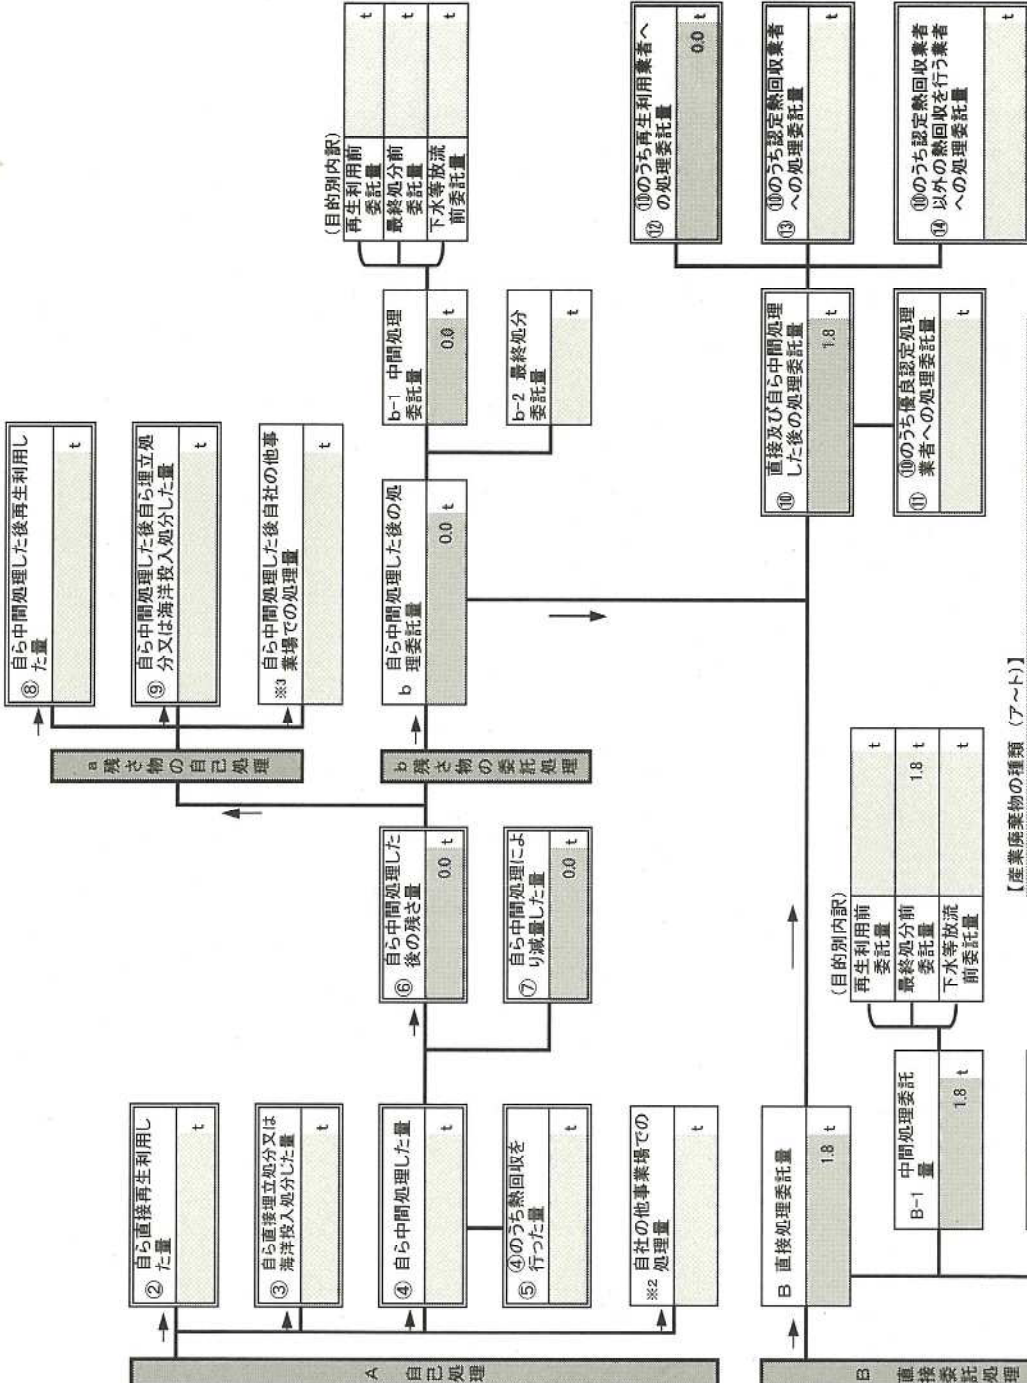 A
自己処理
② 自ら直接再生利用し
た量
t
③ 自ら直接埋立処分又は
海洋投入処分した量
t
④ 自ら中間処理した量
t
⑤ ④のうち熱回収を
行った量
t
※2 自社の他事業場での
処理量
t
⑥ 自ら中間処理した
後の残さ量
0.0 t
⑦ 自ら中間処理によ
り減量した量
0.0 t
a 残さ物の自己処理
⑧ 自ら中間処理した後再生利用し
た量
t
⑨ 自ら中間処理した後自ら埋立処
分又は海洋投入処分した量
t
※3 自ら中間処理した後自社の他事
業場での処理量
t
b 残さ物の委託処理
b 自ら中間処理した後の処
理委託量
0.0 t
b-1 中間処理
委託量
0.0 t
b-2 最終処分
委託量
t
(目的別内訳)
再生利用前
委託量
t
最終処分前
委託量
t
下水等放流
前委託量
t
B
直接委託処理
B 直接処理委託量
1.8 t
B-1 中間処理委託
量
1.8 t
(目的別内訳)
再生利用前
委託量
t
最終処分前
委託量
1.8 t
下水等放流
前委託量
t
⑩ 直接及び自ら中間処理
した後の処理委託量
1.8 t
⑪ ⑩のうち優良認定処理
業者への処理委託量
t
⑫ ⑩のうち再生利用業者へ
の処理委託量
0.0 t
⑬ ⑩のうち認定熱回収業者
への処理委託量
t
⑭ ⑩のうち認定熱回収業者
以外の熱回収を行う業者
への処理委託量
t
【産業廃棄物の種類 (ア~ト)】